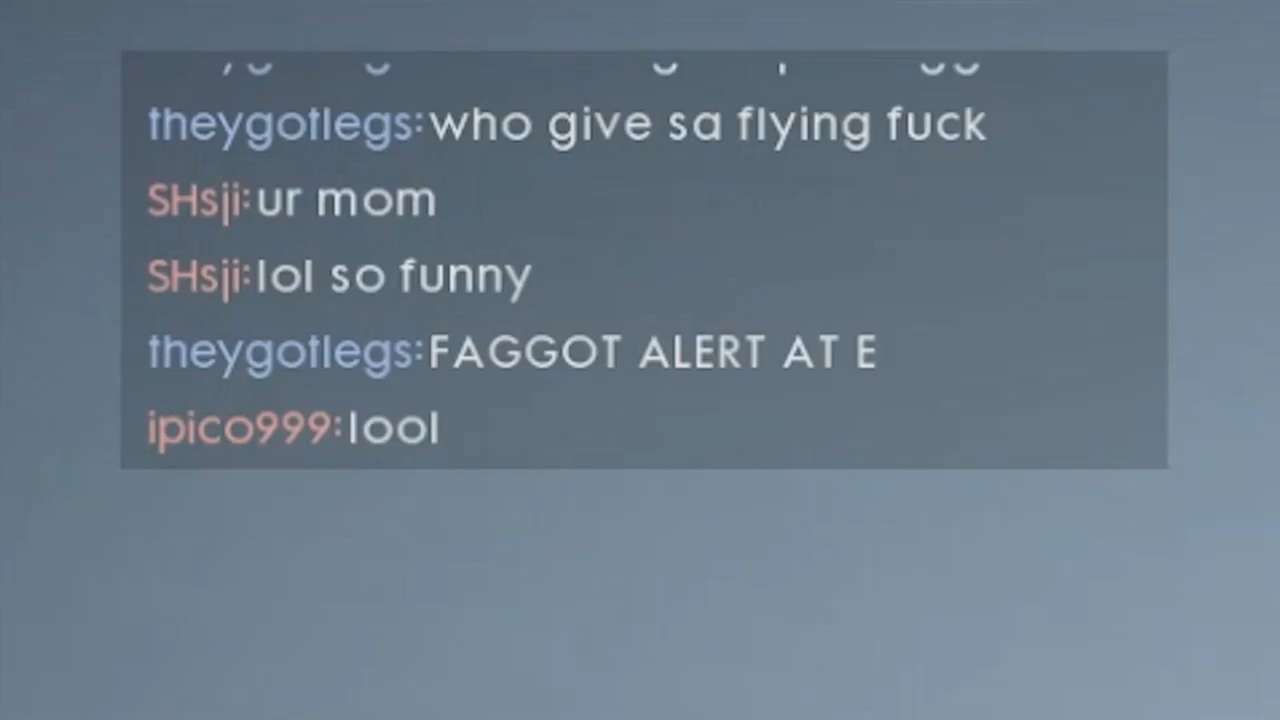 theygotlegs:who give sa flying fuck
SHsji:ur mom
SHsji:lol so funny
theygotlegs:FAGGOT ALERT AT E
ipico999:lool